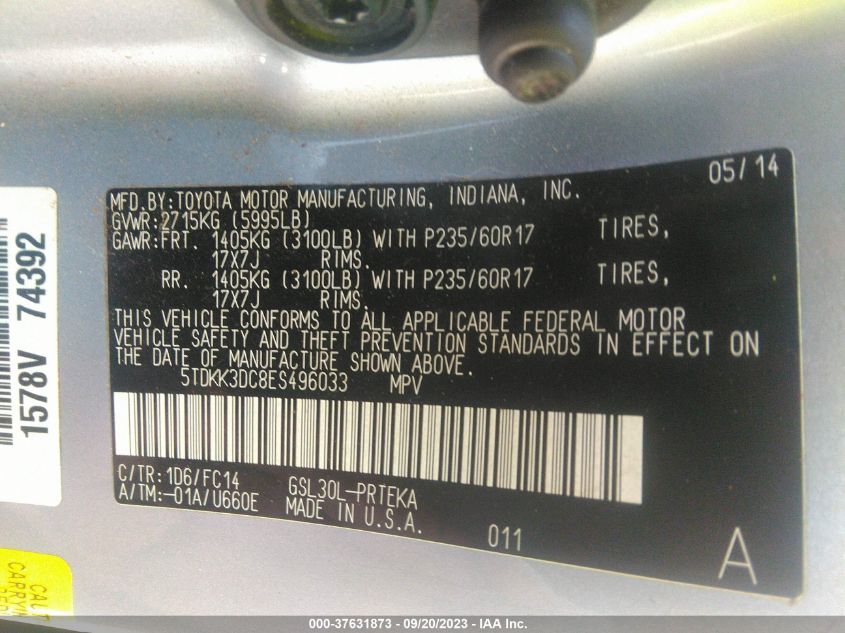 05/14
MFD.BY:TOYOTA MOTOR MANUFACTURING, INDIANA, INC.
GVWR:2715KG (5995LB)
GAWR:FRT. 1405KG (3100LB) WITH P235/60R17 TIRES,
17X7J RIMS.
RR. 1405KG (3100LB) WITH P235/60R17 TIRES,
17X7J RIMS.
THIS VEHICLE CONFORMS TO ALL APPLICABLE FEDERAL MOTOR
VEHICLE SAFETY AND THEFT PREVENTION STANDARDS IN EFFECT ON
THE DATE OF MANUFACTURE SHOWN ABOVE.
5TDKK3DC8ES496033 MPV
C/TR:1D6/FC14 GSL30L-PRTEKA
A/TM:-01A/U660E MADE IN U.S.A.
011
A
1578V 74392
000-37631873 - 09/20/2023 - IAA Inc.